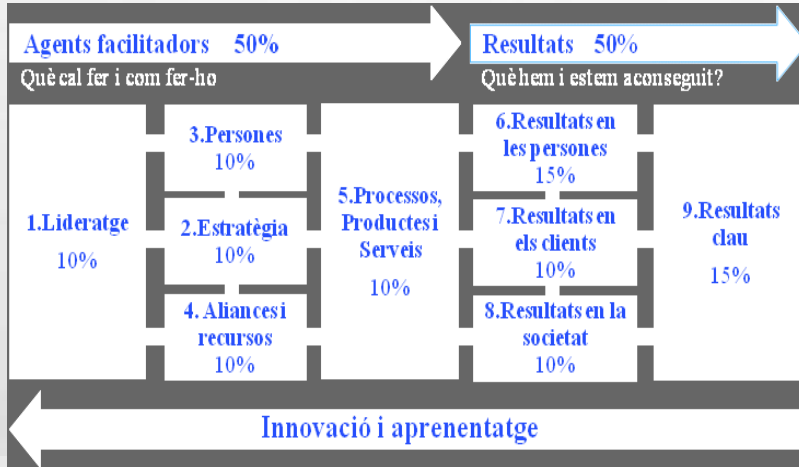 Agents facilitadors 50%
Què cal fer i com fer-ho
Resultats 50%
Què hem i estem aconseguit?
1.Lideratge
10%
3.Persones
10%
2.Estratègia
10%
4. Aliances i
recursos
10%
5.Processos,
Productes i
Serveis
10%
6.Resultats en
les persones
15%
7.Resultats en
els clients
10%
8.Resultats en la
societat
10%
9.Resultats
clau
15%
Innovació i aprenentatge